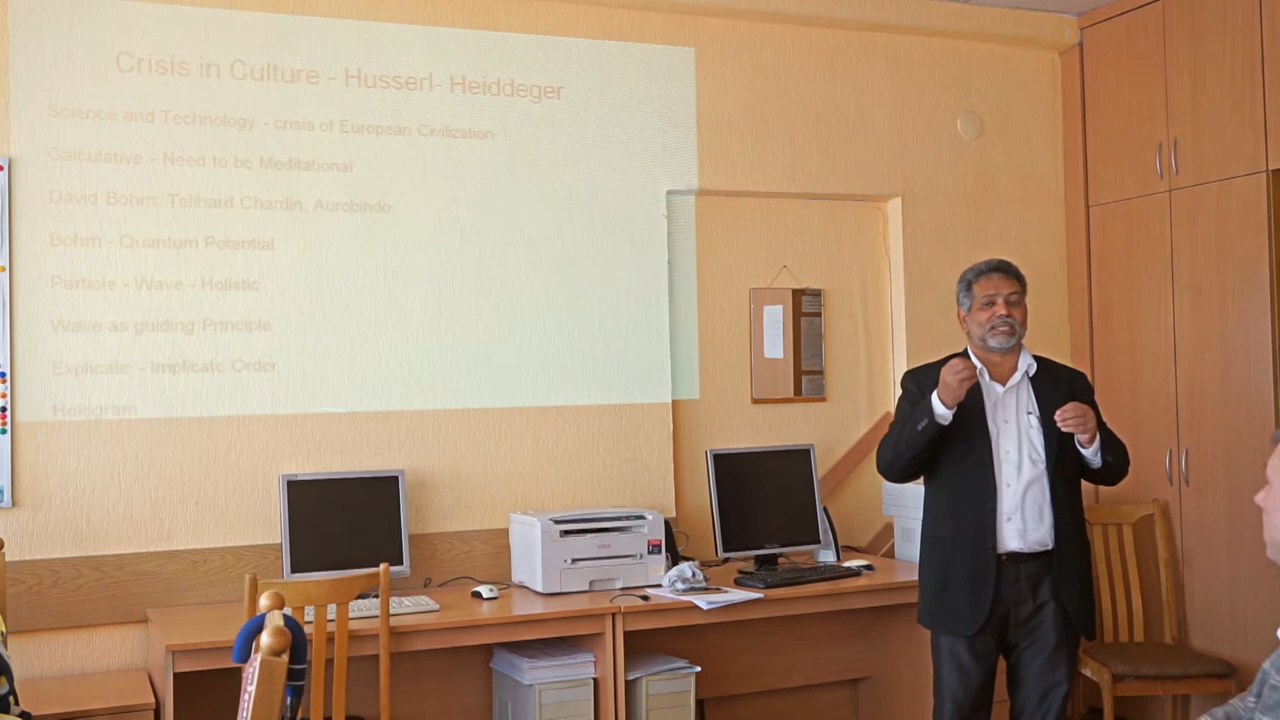 Crisis in Culture - Husserl- Heiddeger
Science and Technology - crisis of European Civilization
Calculative - Need to be Meditational
David Bohm, Teilhard Chardin, Aurobindo
Bohm - Quantum Potential
Particle - Wave - Holistic
Wave as guiding Principle
Explicate - Implicate Order
Hologram